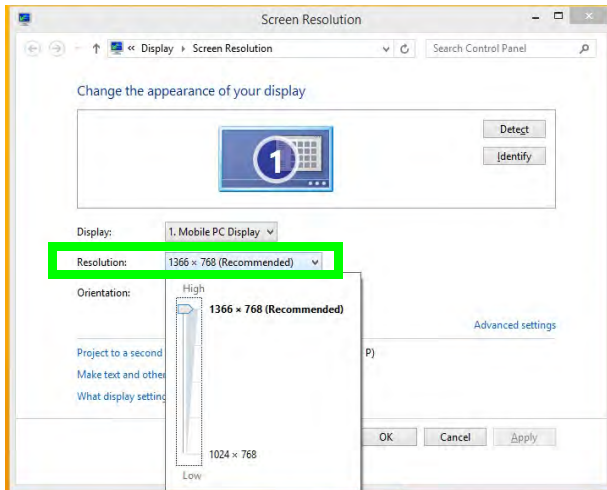 Screen Resolution
« Display ▸ Screen Resolution
Search Control Panel
Change the appearance of your display
1
Detect
Identify
Display: 1. Mobile PC Display
Resolution: 1366 × 768 (Recommended)
Orientation:
High
1366 × 768 (Recommended)
Advanced settings
Project to a second P)
Make text and other
What display setting
OK Cancel Apply
1024 × 768
Low